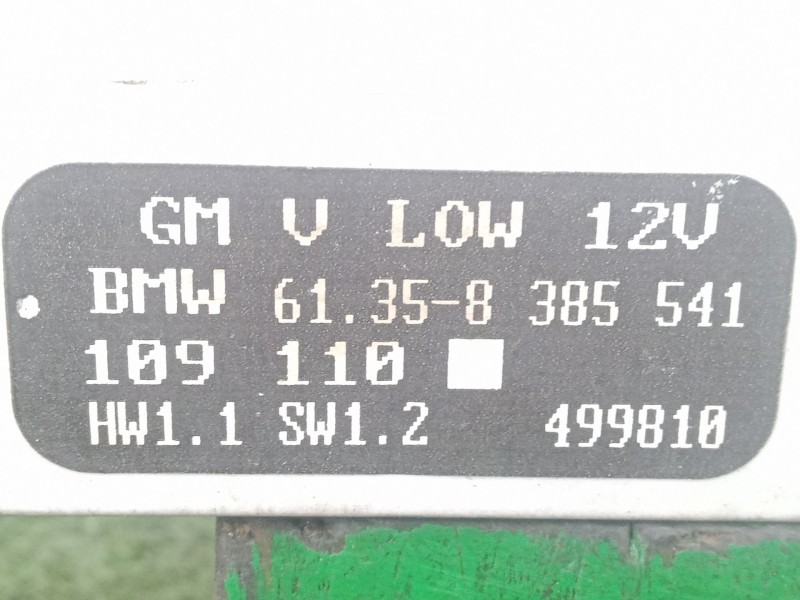 GM V LOW 12V
BMW 61.35-8 385 541
109 110
HW1.1 SW1.2 499810